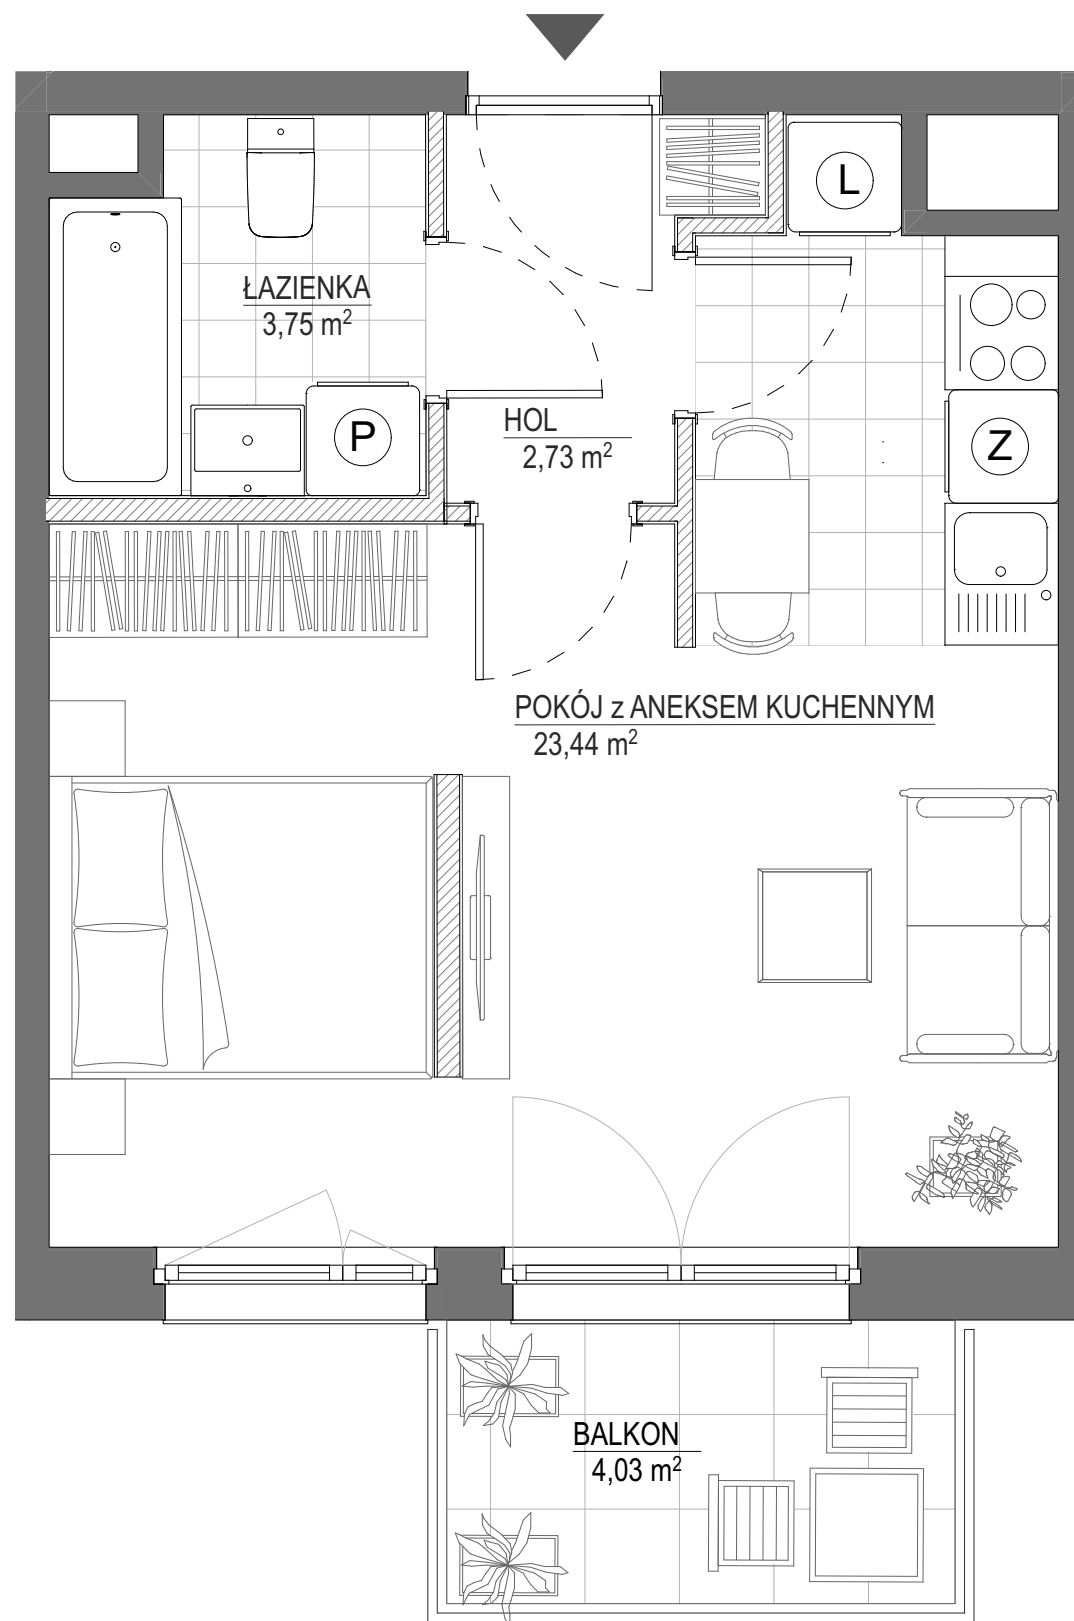 L
ŁAZIENKA
3,75 m²
HOL
2,73 m²
P
Z
POKÓJ z ANEKSEM KUCHENNYM
23,44 m²
BALKON
4,03 m²